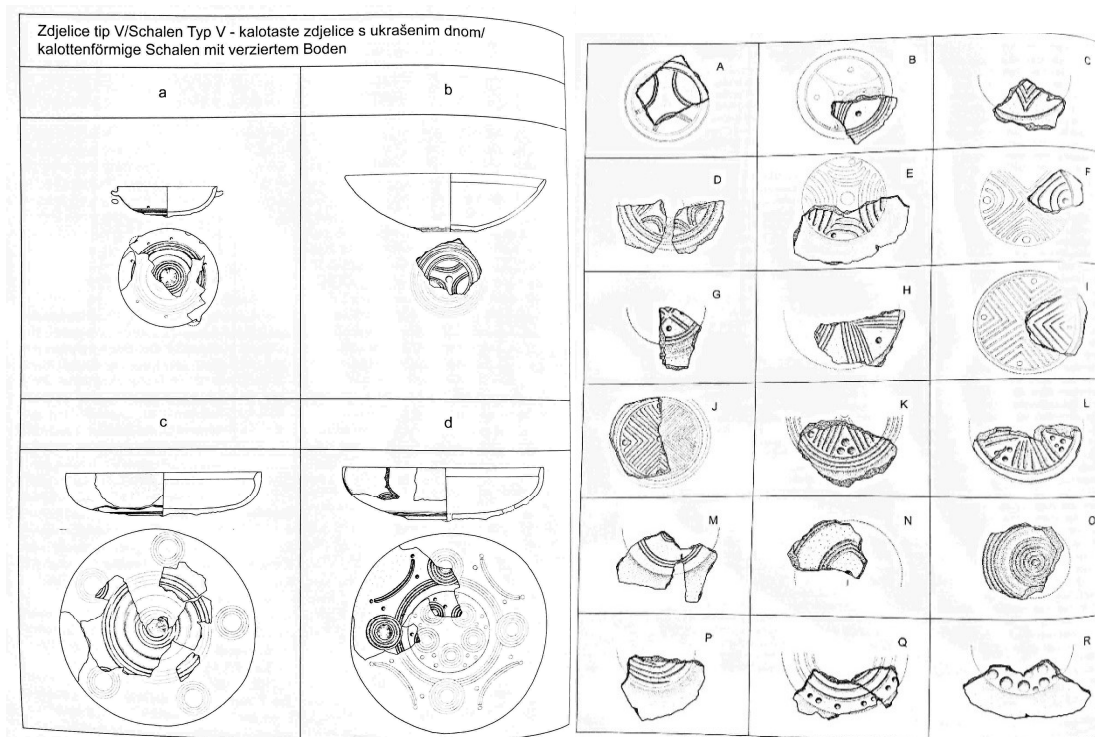 Zdjelice tip V/Schalen Typ V - kalotaste zdjelice s ukrašenim dnom/
kalottenförmige Schalen mit verziertem Boden
a
b
c
d
A
B
C
D
E
F
G
H
I
J
K
L
M
N
O
P
Q
R